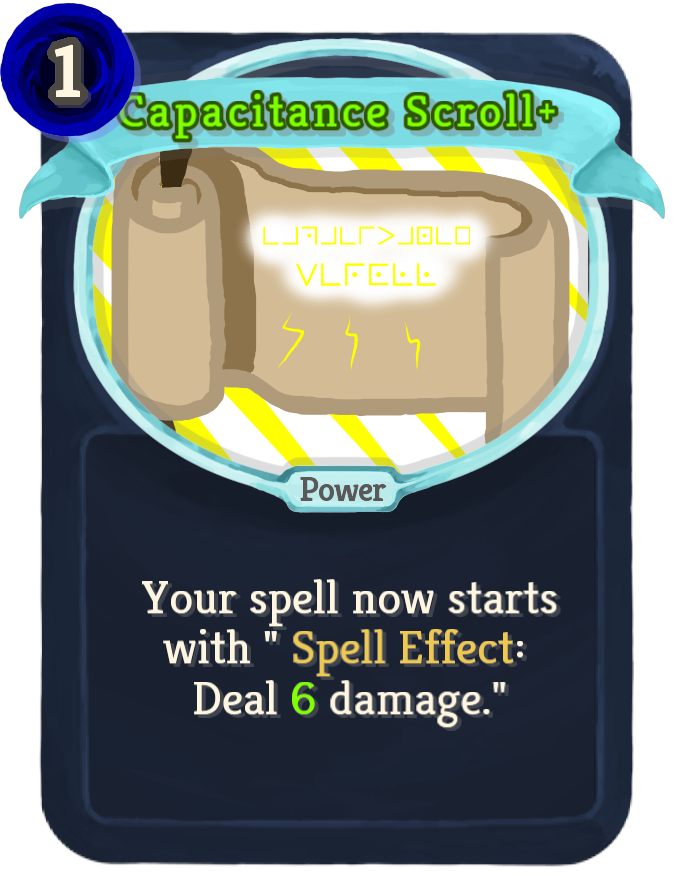 1
Capacitance Scroll+
Power
Your spell now starts
with " Spell Effect:
Deal 6 damage."